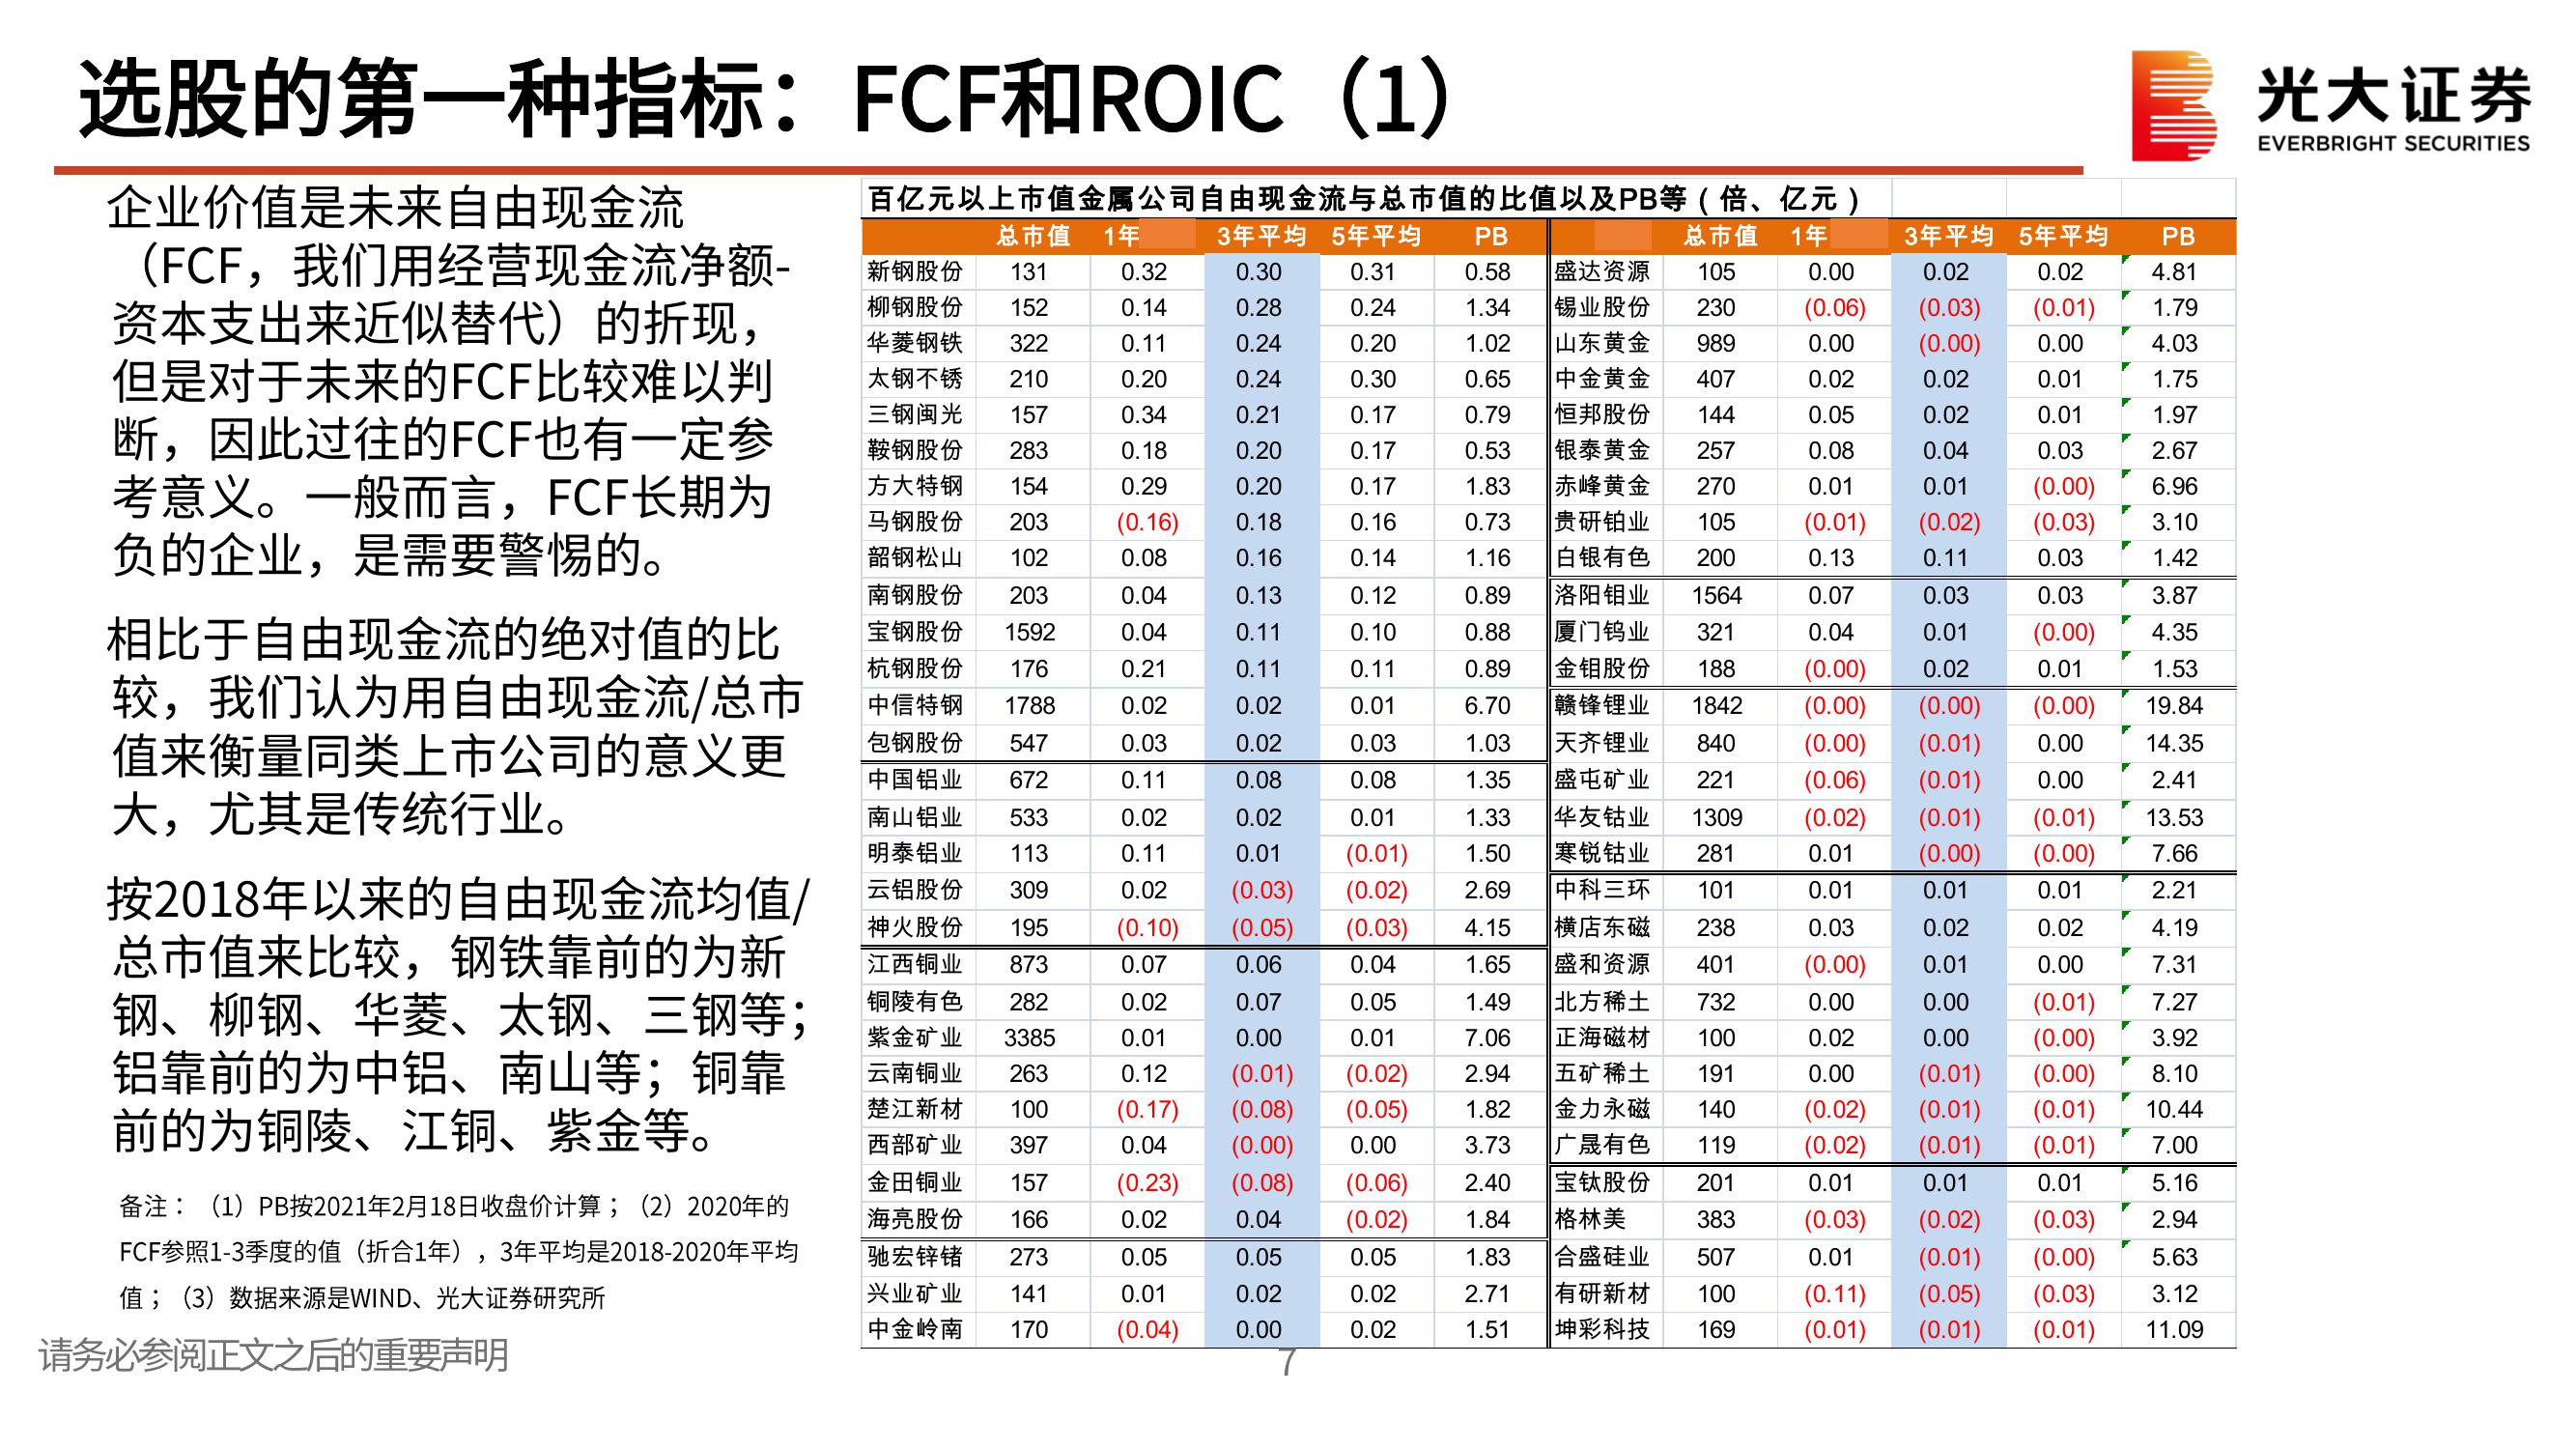 选股的第一种指标：FCF和ROIC（1）
光大证券
EVERBRIGHT SECURITIES
企业价值是未来自由现金流
（FCF，我们用经营现金流净额-
资本支出来近似替代）的折现，
但是对于未来的FCF比较难以判
断，因此过往的FCF也有一定参
考意义。一般而言，FCF长期为
负的企业，是需要警惕的。
相比于自由现金流的绝对值的比
较，我们认为用自由现金流/总市
值来衡量同类上市公司的意义更
大，尤其是传统行业。
按2018年以来的自由现金流均值/
总市值来比较，钢铁靠前的为新
钢、柳钢、华菱、太钢、三钢等；
铝靠前的为中铝、南山等；铜靠
前的为铜陵、江铜、紫金等。
备注：（1）PB按2021年2月18日收盘价计算；（2）2020年的
FCF参照1-3季度的值（折合1年），3年平均是2018-2020年平均
值；（3）数据来源是WIND、光大证券研究所
百亿元以上市值金属公司自由现金流与总市值的比值以及PB等（倍、亿元）
总市值 1年 3年平均 5年平均 PB 总市值 1年 3年平均 5年平均 PB
新钢股份 131 0.32 0.30 0.31 0.58 盛达资源 105 0.00 0.02 0.02 4.81
柳钢股份 152 0.14 0.28 0.24 1.34 锡业股份 230 (0.06) (0.03) (0.01) 1.79
华菱钢铁 322 0.11 0.24 0.20 1.02 山东黄金 989 0.00 (0.00) 0.00 4.03
太钢不锈 210 0.20 0.24 0.30 0.65 中金黄金 407 0.02 0.02 0.01 1.75
三钢闽光 157 0.34 0.21 0.17 0.79 恒邦股份 144 0.05 0.02 0.01 1.97
鞍钢股份 283 0.18 0.20 0.17 0.53 银泰黄金 257 0.08 0.04 0.03 2.67
方大特钢 154 0.29 0.20 0.17 1.83 赤峰黄金 270 0.01 0.01 (0.00) 6.96
马钢股份 203 (0.16) 0.18 0.16 0.73 贵研铂业 105 (0.01) (0.02) (0.03) 3.10
韶钢松山 102 0.08 0.16 0.14 1.16 白银有色 200 0.13 0.11 0.03 1.42
南钢股份 203 0.04 0.13 0.12 0.89 洛阳钼业 1564 0.07 0.03 0.03 3.87
宝钢股份 1592 0.04 0.11 0.10 0.88 厦门钨业 321 0.04 0.01 (0.00) 4.35
杭钢股份 176 0.21 0.11 0.11 0.89 金钼股份 188 (0.00) 0.02 0.01 1.53
中信特钢 1788 0.02 0.02 0.01 6.70 赣锋锂业 1842 (0.00) (0.00) (0.00) 19.84
包钢股份 547 0.03 0.02 0.03 1.03 天齐锂业 840 (0.00) (0.01) 0.00 14.35
中国铝业 672 0.11 0.08 0.08 1.35 盛屯矿业 221 (0.06) (0.01) 0.00 2.41
南山铝业 533 0.02 0.02 0.01 1.33 华友钴业 1309 (0.02) (0.01) (0.01) 13.53
明泰铝业 113 0.11 0.01 (0.01) 1.50 寒锐钴业 281 0.01 (0.00) (0.00) 7.66
云铝股份 309 0.02 (0.03) (0.02) 2.69 中科三环 101 0.01 0.01 0.01 2.21
神火股份 195 (0.10) (0.05) (0.03) 4.15 横店东磁 238 0.03 0.02 0.02 4.19
江西铜业 873 0.07 0.06 0.04 1.65 盛和资源 401 (0.00) 0.01 0.00 7.31
铜陵有色 282 0.02 0.07 0.05 1.49 北方稀土 732 0.00 0.00 (0.01) 7.27
紫金矿业 3385 0.01 0.00 0.01 7.06 正海磁材 100 0.02 0.00 (0.00) 3.92
云南铜业 263 0.12 (0.01) (0.02) 2.94 五矿稀土 191 0.00 (0.01) (0.00) 8.10
楚江新材 100 (0.17) (0.08) (0.05) 1.82 金力永磁 140 (0.02) (0.01) (0.01) 10.44
西部矿业 397 0.04 (0.00) 0.00 3.73 广晟有色 119 (0.02) (0.01) (0.01) 7.00
金田铜业 157 (0.23) (0.08) (0.06) 2.40 宝钛股份 201 0.01 0.01 0.01 5.16
海亮股份 166 0.02 0.04 (0.02) 1.84 格林美 383 (0.03) (0.02) (0.03) 2.94
驰宏锌锗 273 0.05 0.05 0.05 1.83 合盛硅业 507 0.01 (0.01) (0.00) 5.63
兴业矿业 141 0.01 0.02 0.02 2.71 有研新材 100 (0.11) (0.05) (0.03) 3.12
中金岭南 170 (0.04) 0.00 0.02 1.51 坤彩科技 169 (0.01) (0.01) (0.01) 11.09
请务必参阅正文之后的重要声明
7